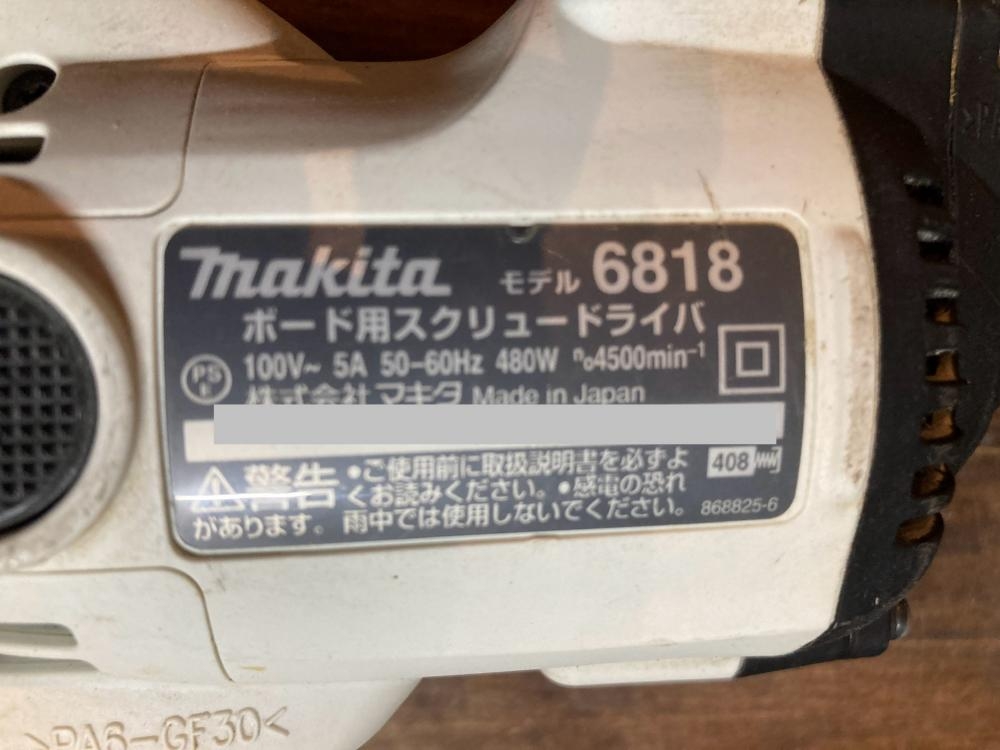 makita モデル 6818
ボード用スクリュードライバ
PS E 100V~ 5A 50-60Hz 480W n₀4500min⁻¹
株式会社 マキタ Made in Japan
警告 •ご使用前に取扱説明書を必ずよ
くお読みください。•感電の恐れ
があります。雨中では使用しないでください。
408
868825-6
>PA6-GF30<